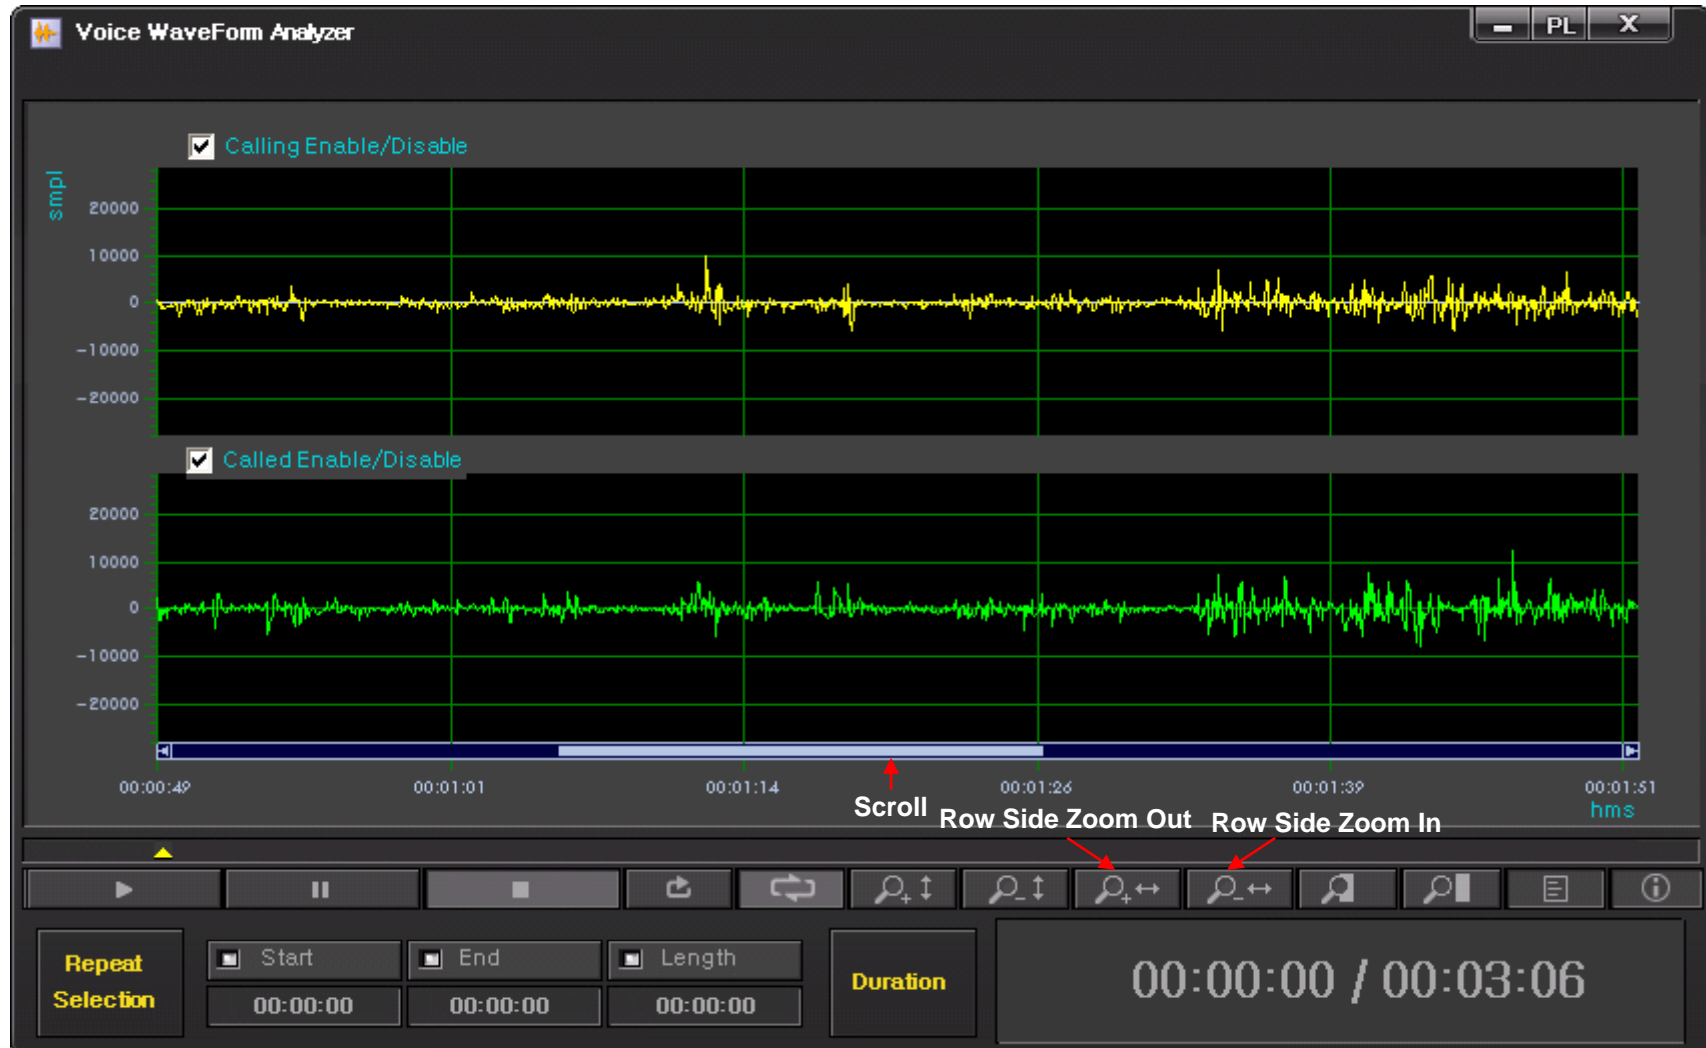 Voice WaveForm Analyzer
PL X
Calling Enable/Disable
smpl
20000
10000
0
-10000
-20000
Called Enable/Disable
20000
10000
0
-10000
-20000
00:00:49 00:01:01 00:01:14 00:01:26 00:01:39 00:01:51
hms
Scroll Row Side Zoom Out Row Side Zoom In
Repeat Selection
Start End Length
00:00:00 00:00:00 00:00:00
Duration
00:00:00 / 00:03:06